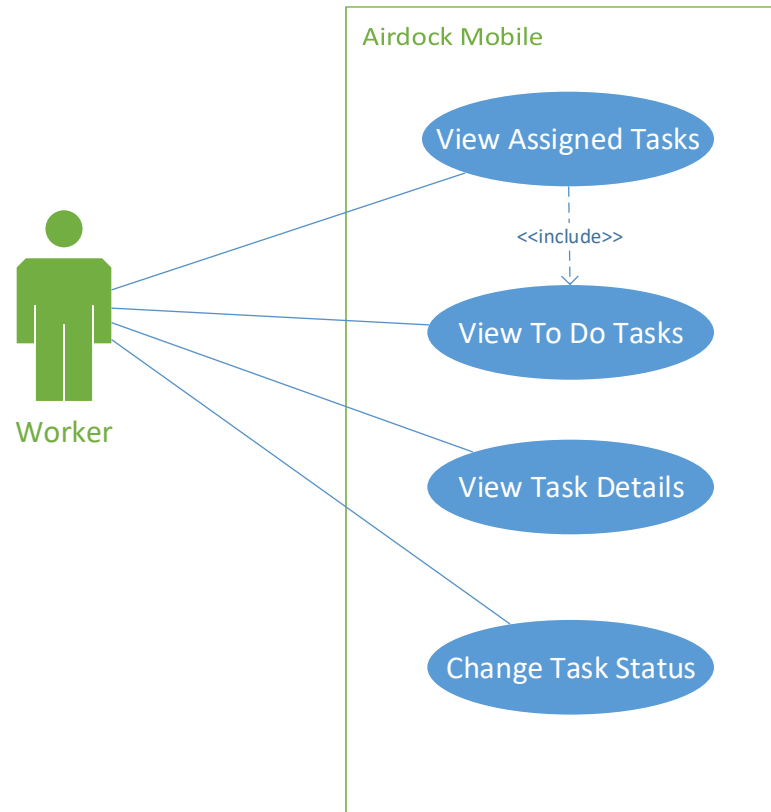 Airdock Mobile
View Assigned Tasks
<<include>>
View To Do Tasks
Worker
View Task Details
Change Task Status